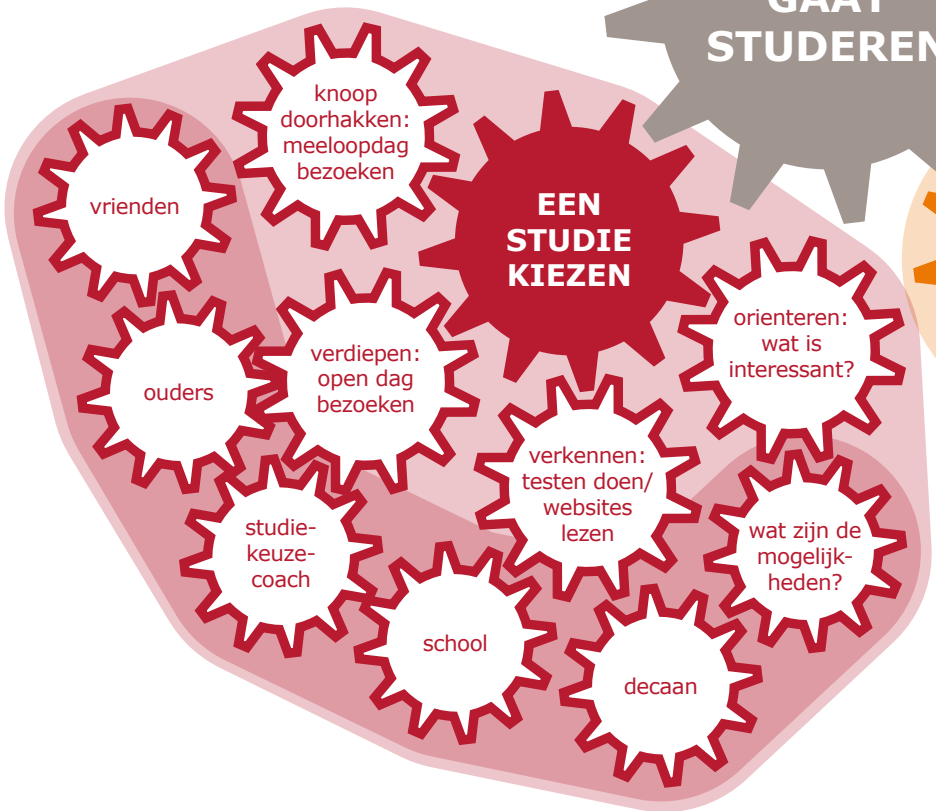 GAAT
STUDEREN
knoop
doorhakken:
meeloopdag
bezoeken
vrienden
EEN
STUDIE
KIEZEN
orienteren:
wat is
interessant?
verdiepen:
open dag
bezoeken
ouders
verkennen:
testen doen/
websites
lezen
studie-
keuze-
coach
wat zijn de
mogelijk-
heden?
school
decaan